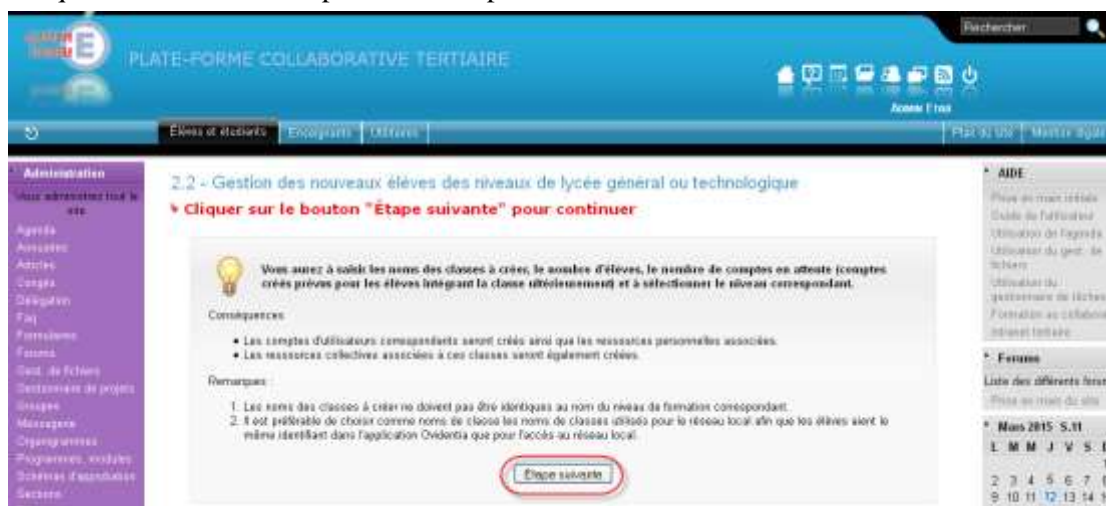 Rechercher
PLATE-FORME COLLABORATIVE TERTIAIRE
Élèves et étudiants Enseignants Utilitaires
Plan du site
Administration
Vous administrez tout le
site
Agenda
Annuaires
Articles
Congés
Délégation
Faq
Formulaires
Forums
Gest. de fichiers
Gestionnaire de projets
Groupes
Messagerie
Organigrammes
Programmes, modules
Schémas d'approbation
Sections
2.2 - Gestion des nouveaux élèves des niveaux de lycée général ou technologique
Cliquer sur le bouton "Étape suivante" pour continuer
Vous aurez à saisir les noms des classes à créer, le nombre d'élèves, le nombre de comptes en attente (comptes
créés prévus pour les élèves intégrant la classe ultérieurement) et à sélectionner le niveau correspondant.
Conséquences
Les comptes d'utilisateurs correspondants seront créés ainsi que les ressources personnelles associées.
Les ressources collectives associées à ces classes seront également créées.
Remarques :
1. Les noms des classes à créer ne doivent pas être identiques au nom du niveau de formation correspondant.
2. Il est préférable de choisir comme noms de classe les noms de classes utilisés pour le réseau local afin que les élèves aient le
même identifiant dans l'application Ovidentia que pour l'accès au réseau local.
Étape suivante
AIDE
Prise en main initiale
Guide de l'utilisateur
Utilisation de l'agenda
Utilisation du gest. de
fichiers
Utilisation du
gestionnaire de tâches
Forums
Liste des différents forum
Prise en main du site
Mars 2015 S.11
L M M J V S
2 3 4 5 6 7
9 10 11 12 13 14